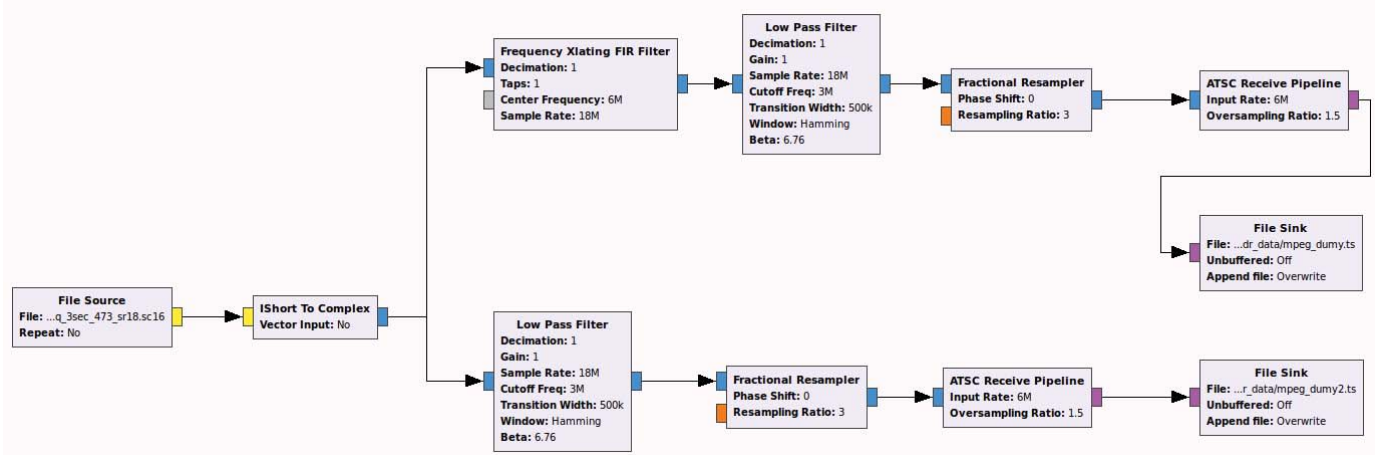 File Source
File: ...q_3sec_473_sr18.sc16
Repeat: No
IShort To Complex
Vector Input: No
Frequency Xlating FIR Filter
Decimation: 1
Taps: 1
Center Frequency: 6M
Sample Rate: 18M
Low Pass Filter
Decimation: 1
Gain: 1
Sample Rate: 18M
Cutoff Freq: 3M
Transition Width: 500k
Window: Hamming
Beta: 6.76
Fractional Resampler
Phase Shift: 0
Resampling Ratio: 3
ATSC Receive Pipeline
Input Rate: 6M
Oversampling Ratio: 1.5
File Sink
File: ...dr_data/mpeg_dumy.ts
Unbuffered: Off
Append file: Overwrite
Low Pass Filter
Decimation: 1
Gain: 1
Sample Rate: 18M
Cutoff Freq: 3M
Transition Width: 500k
Window: Hamming
Beta: 6.76
Fractional Resampler
Phase Shift: 0
Resampling Ratio: 3
ATSC Receive Pipeline
Input Rate: 6M
Oversampling Ratio: 1.5
File Sink
File: ...r_data/mpeg_dumy2.ts
Unbuffered: Off
Append file: Overwrite